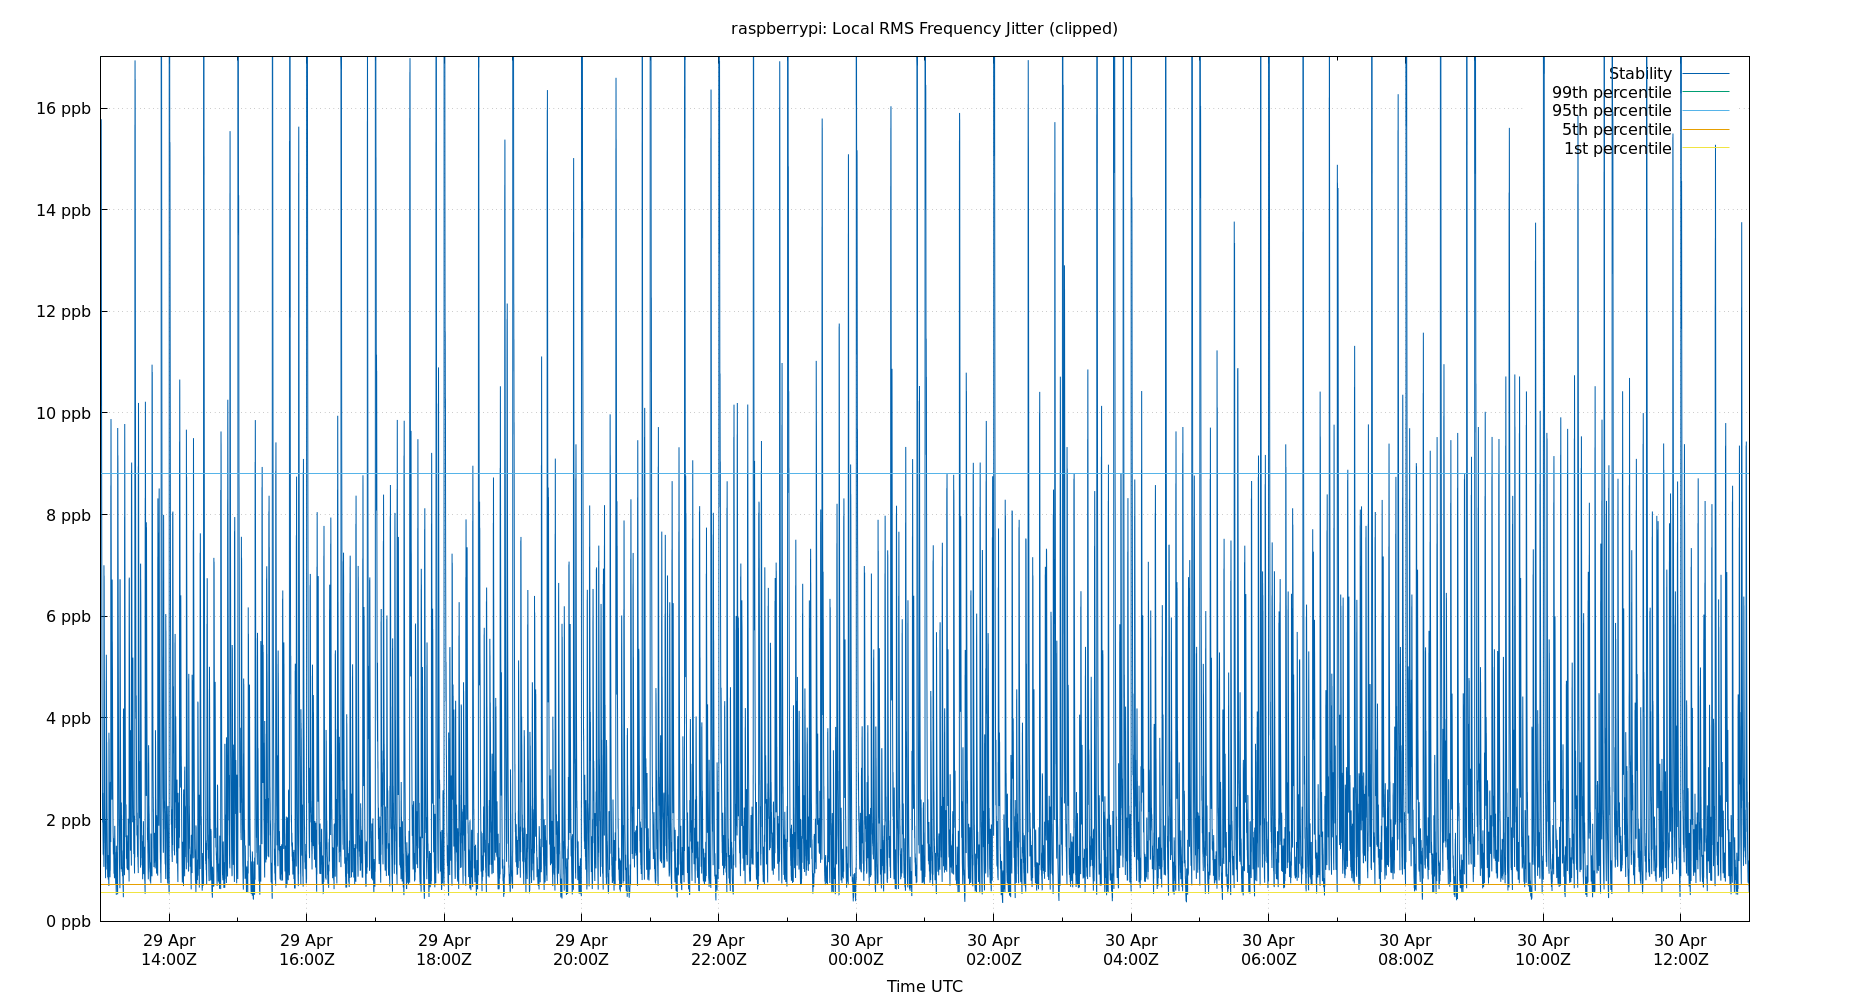 raspberrypi: Local RMS Frequency Jitter (clipped)
Stability
99th percentile
95th percentile
5th percentile
1st percentile
16 ppb
14 ppb
12 ppb
10 ppb
8 ppb
6 ppb
4 ppb
2 ppb
0 ppb
29 Apr 29 Apr 29 Apr 29 Apr 29 Apr 30 Apr 30 Apr 30 Apr 30 Apr 30 Apr 30 Apr 30 Apr
14:00Z 16:00Z 18:00Z 20:00Z 22:00Z 00:00Z 02:00Z 04:00Z 06:00Z 08:00Z 10:00Z 12:00Z
Time UTC